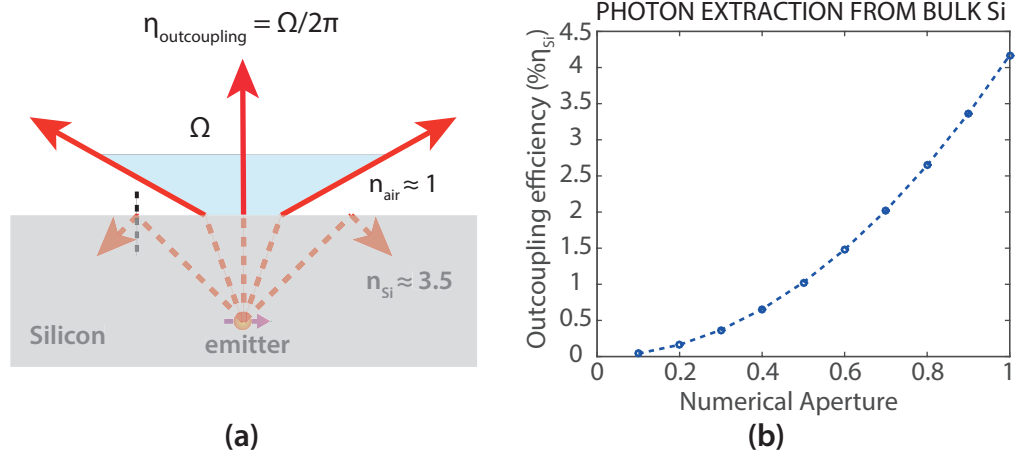 η_outcoupling = Ω/2π
Ω
n_air ≈ 1
n_Si ≈ 3.5
Silicon
emitter
(a)
PHOTON EXTRACTION FROM BULK Si
Outcoupling efficiency (%η_Si)
4.5
4
3.5
3
2.5
2
1.5
1
0.5
0
0 0.2 0.4 0.6 0.8 1
Numerical Aperture
(b)